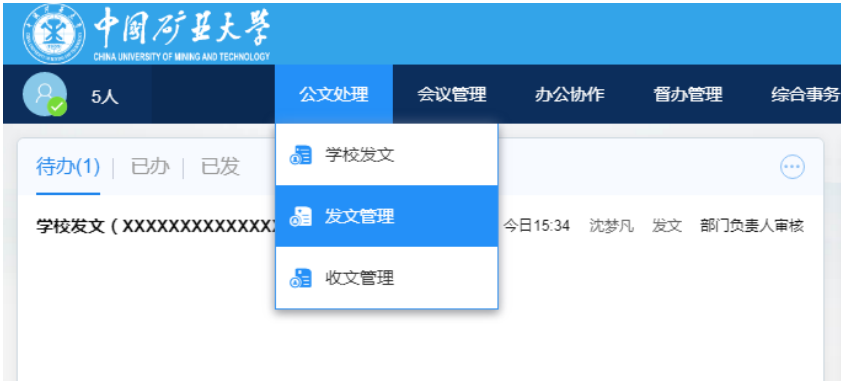 中国矿业大学
CHINA UNIVERSITY OF MINING AND TECHNOLOGY
5人 公文处理 会议管理 办公协作 督办管理 综合事务
待办(1) | 已办 | 已发
学校发文
发文管理
学校发文 ( XXXXXXXXXXXXXX 今日15:34 沈梦凡 发文 部门负责人审核
收文管理